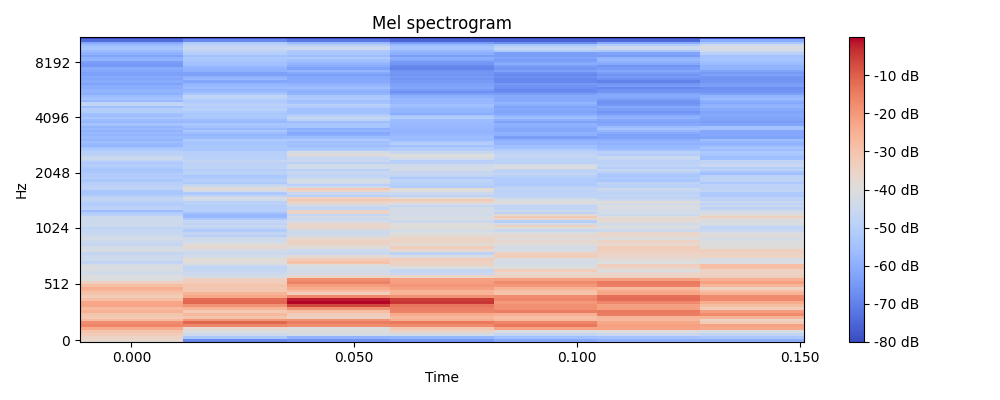 Mel spectrogram
8192
4096
2048
1024
512
0
Hz
0.000
0.050
0.100
0.150
Time
-10 dB
-20 dB
-30 dB
-40 dB
-50 dB
-60 dB
-70 dB
-80 dB